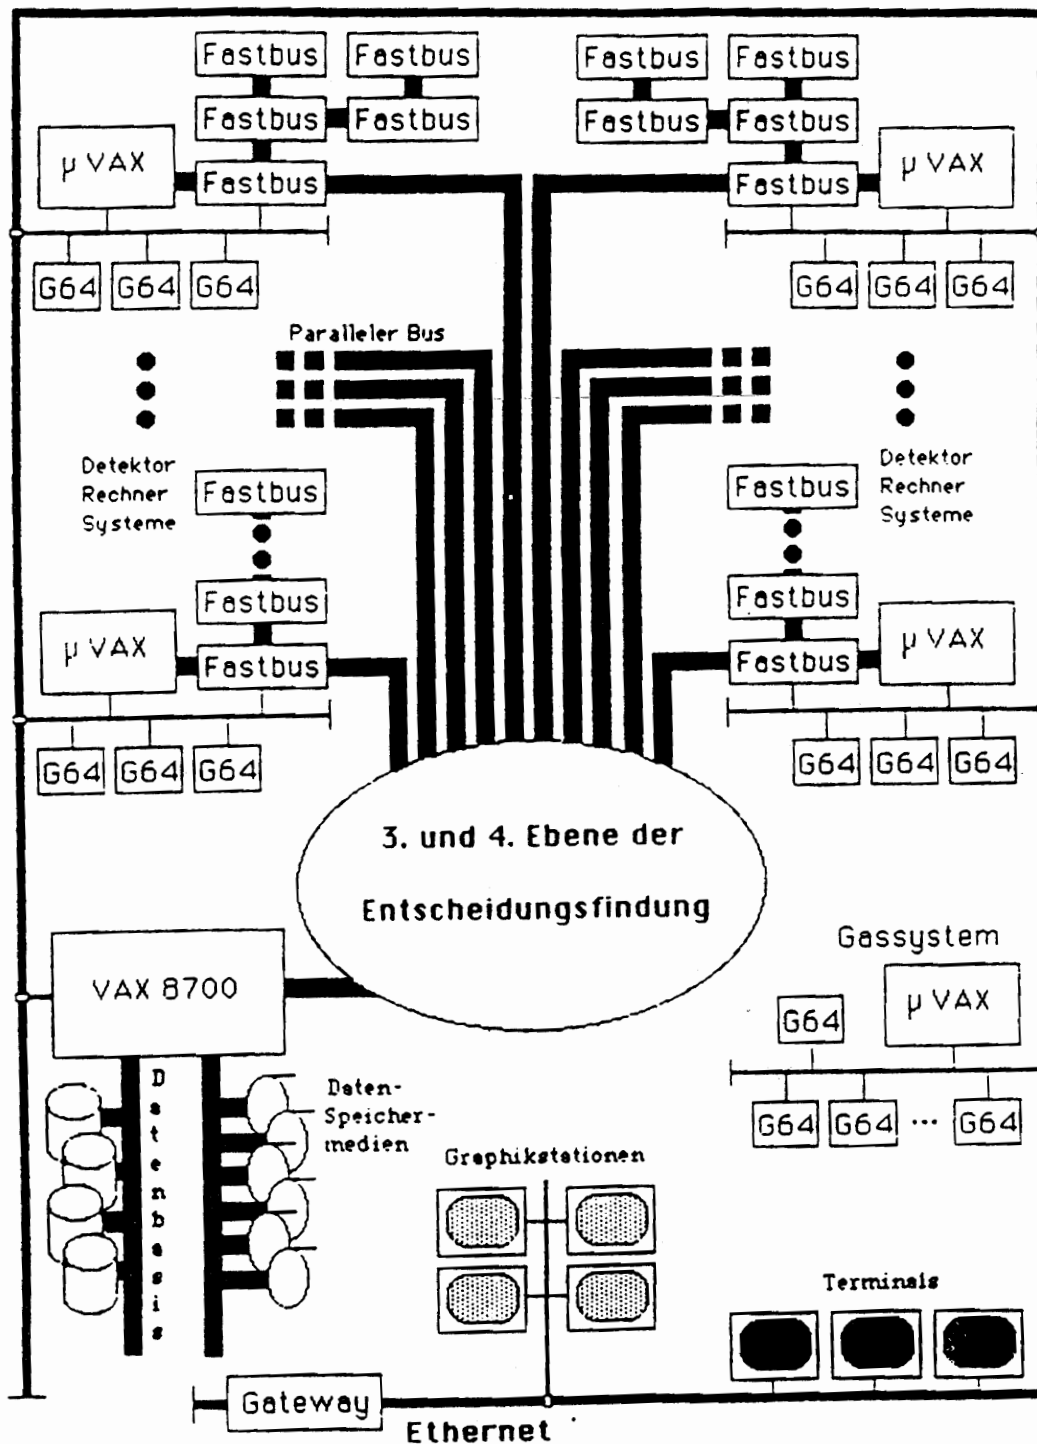 Fastbus Fastbus Fastbus Fastbus
Fastbus Fastbus Fastbus Fastbus
µ VAX Fastbus Fastbus µ VAX
G64 G64 G64 G64 G64 G64
Paralleler Bus
Detektor
Rechner
Systeme
Detektor
Rechner
Systeme
Fastbus Fastbus
Fastbus Fastbus
µ VAX Fastbus Fastbus µ VAX
G64 G64 G64 G64 G64 G64
3. und 4. Ebene der
Entscheidungsfindung
VAX 8700
Gassystem
G64 µ VAX
G64 G64 ... G64
Datenbasis
Daten-
Speicher-
medien
Graphikstationen
Terminals
Gateway
Ethernet